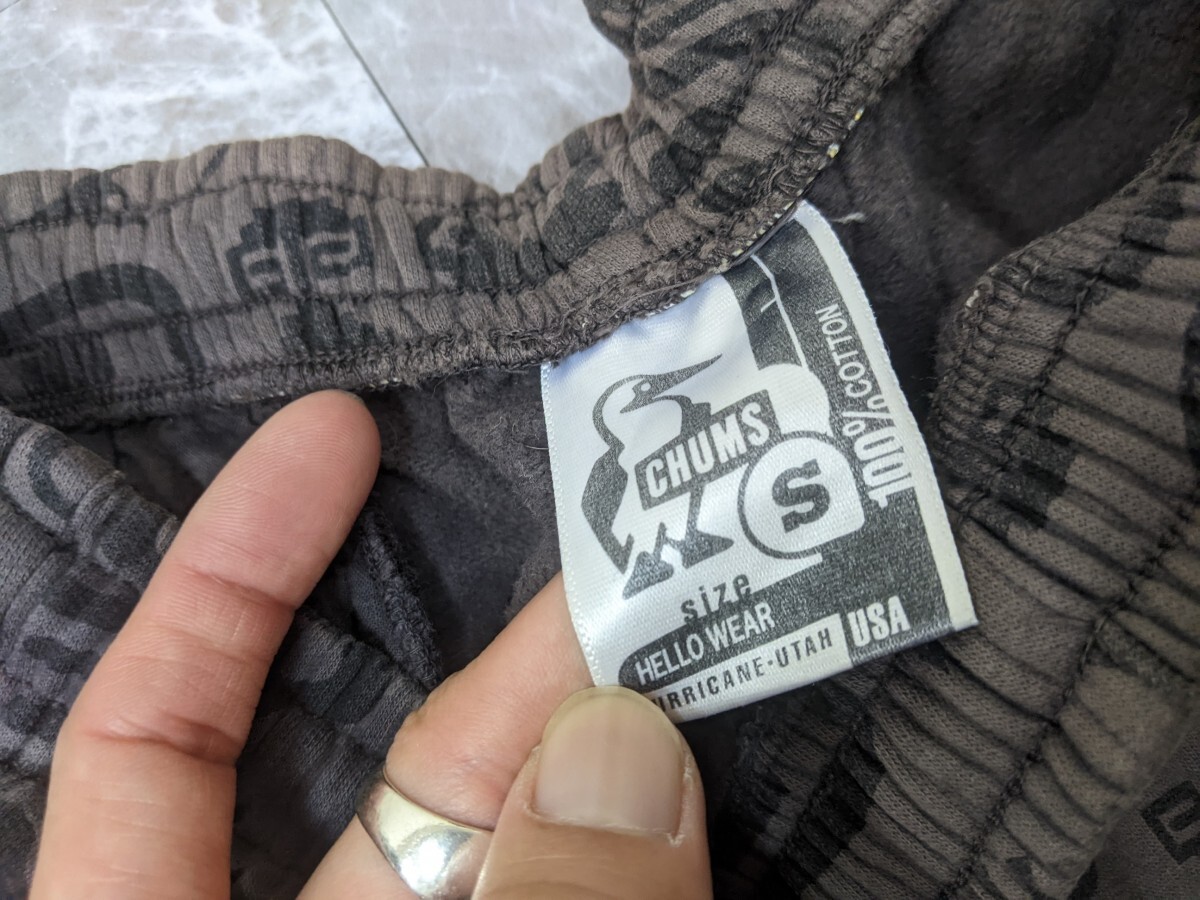 CHUMS
S
100% COTTON
size
HELLO WEAR
URRICANE-UTAH USA